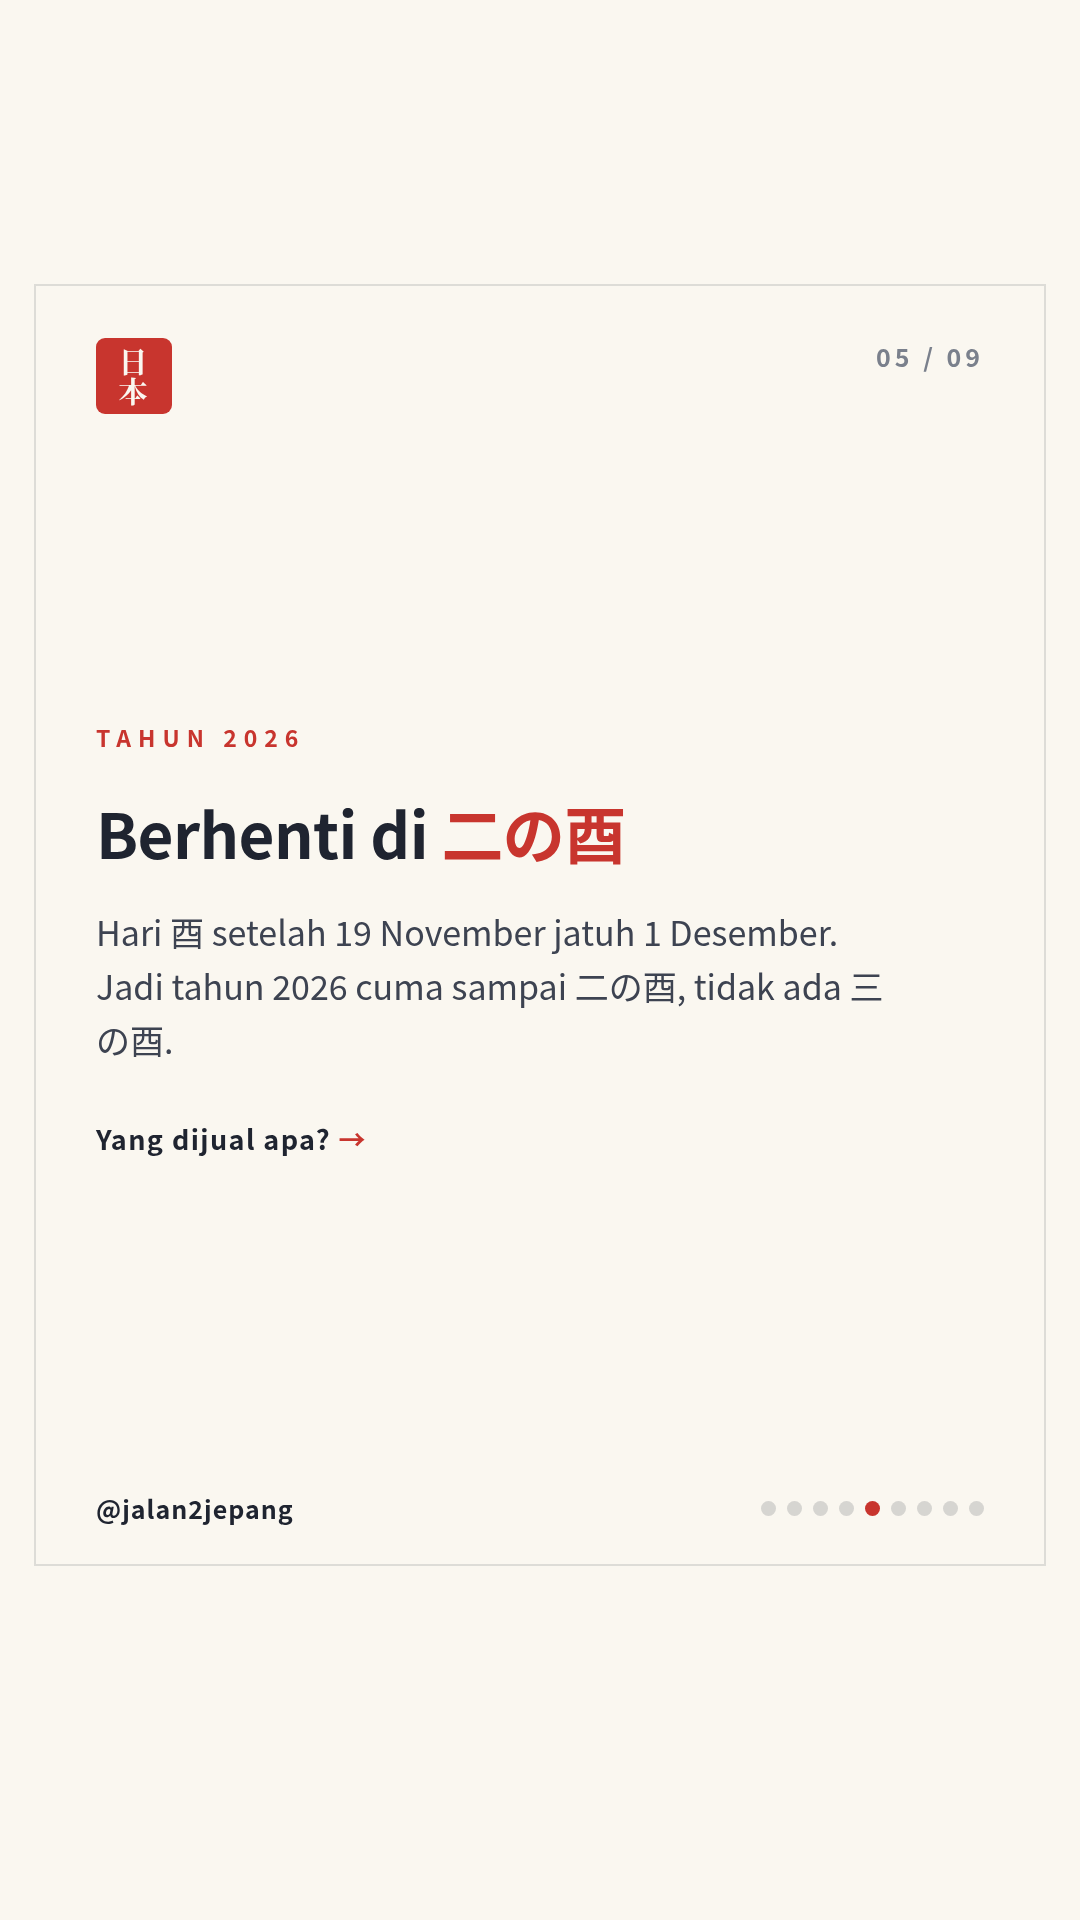 日
本
05 / 09
TAHUN 2026
Berhenti di 二の酉
Hari 酉 setelah 19 November jatuh 1 Desember.
Jadi tahun 2026 cuma sampai 二の酉, tidak ada 三
の酉.
Yang dijual apa? →
@jalan2jepang